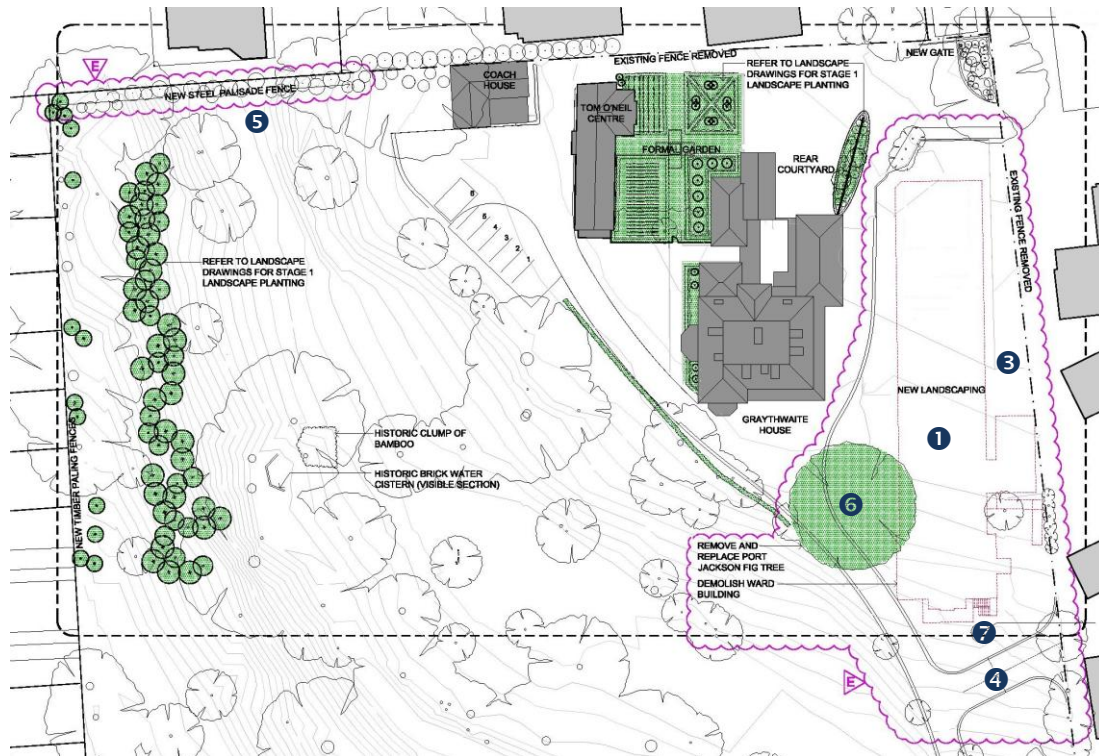 EXISTING FENCE REMOVED
NEW GATE
E
COACH
HOUSE
REFER TO LANDSCAPE
DRAWINGS FOR STAGE 1
LANDSCAPE PLANTING
NEW STEEL PALISADE FENCE
TOM O'NEIL
CENTRE
5
FORMAL GARDEN
REAR
COURTYARD
EXISTING FENCE REMOVED
6
5
4
3
2
1
REFER TO LANDSCAPE
DRAWINGS FOR STAGE 1
LANDSCAPE PLANTING
3
NEW LANDSCAPING
GRAYTHWAITE
HOUSE
1
HISTORIC CLUMP OF
BAMBOO
HISTORIC BRICK WATER
CISTERN (VISIBLE SECTION)
NEW TIMBER PALING FENCES
6
REMOVE AND
REPLACE PORT
JACKSON FIG TREE
DEMOLISH WARD
BUILDING
7
4
E